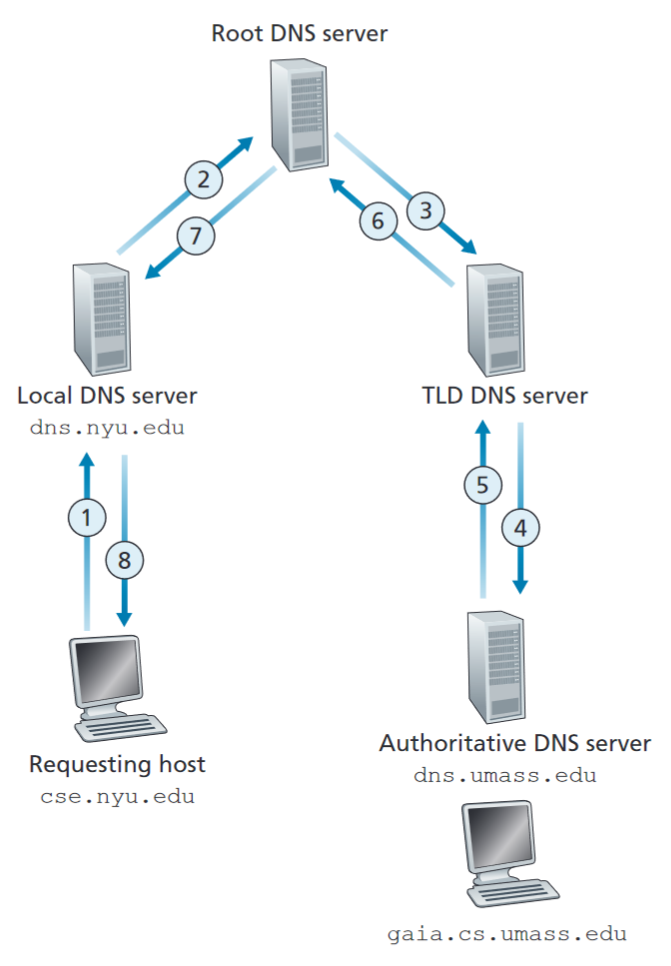 Root DNS server
2
7
3
6
Local DNS server
dns.nyu.edu
TLD DNS server
1
8
5
4
Requesting host
cse.nyu.edu
Authoritative DNS server
dns.umass.edu
gaia.cs.umass.edu